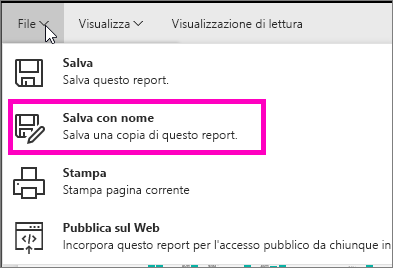 File Visualizza Visualizzazione di lettura
Salva
Salva questo report.
Salva con nome
Salva una copia di questo report.
Stampa
Stampa pagina corrente
Pubblica sul Web
Incorpora questo report per l'accesso pubblico da chiunque in